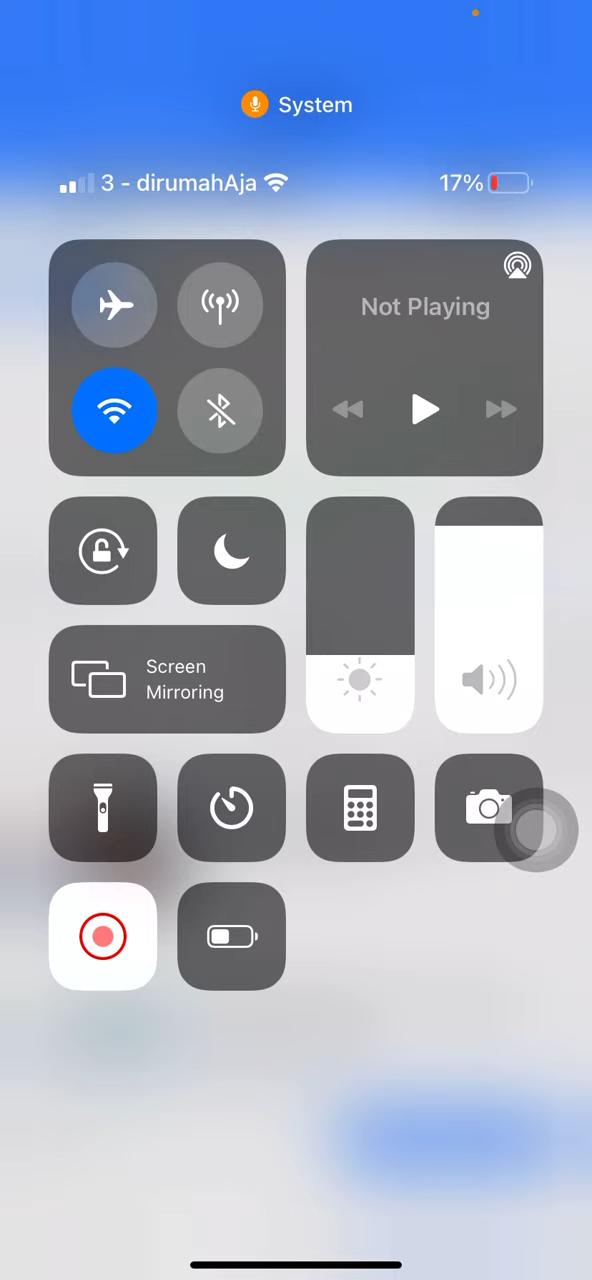 System
3 - dirumahAja
17%
Not Playing
Screen
Mirroring